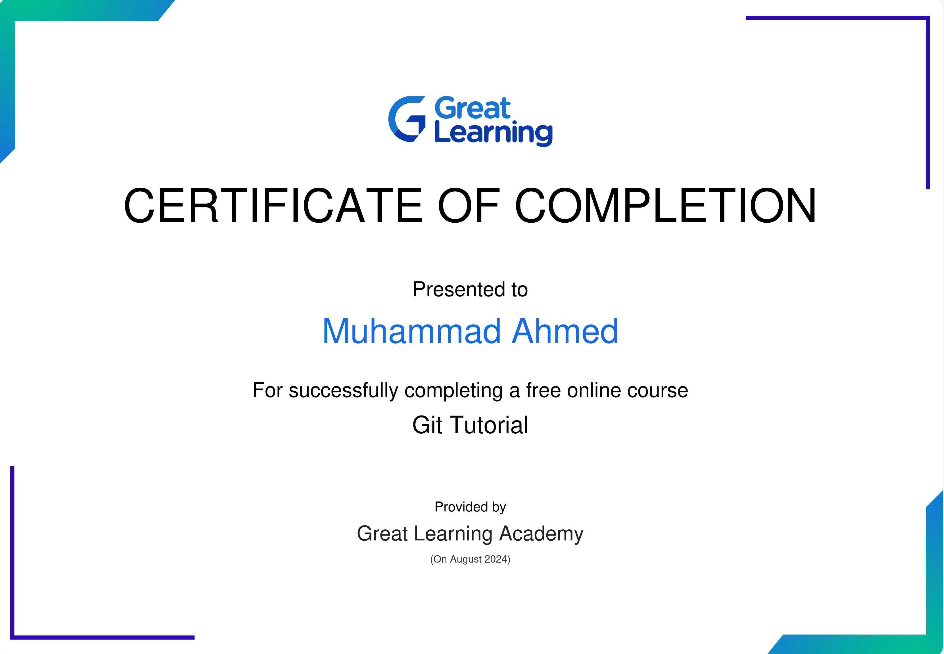 Great
Learning
CERTIFICATE OF COMPLETION
Presented to
Muhammad Ahmed
For successfully completing a free online course
Git Tutorial
Provided by
Great Learning Academy
(On August 2024)